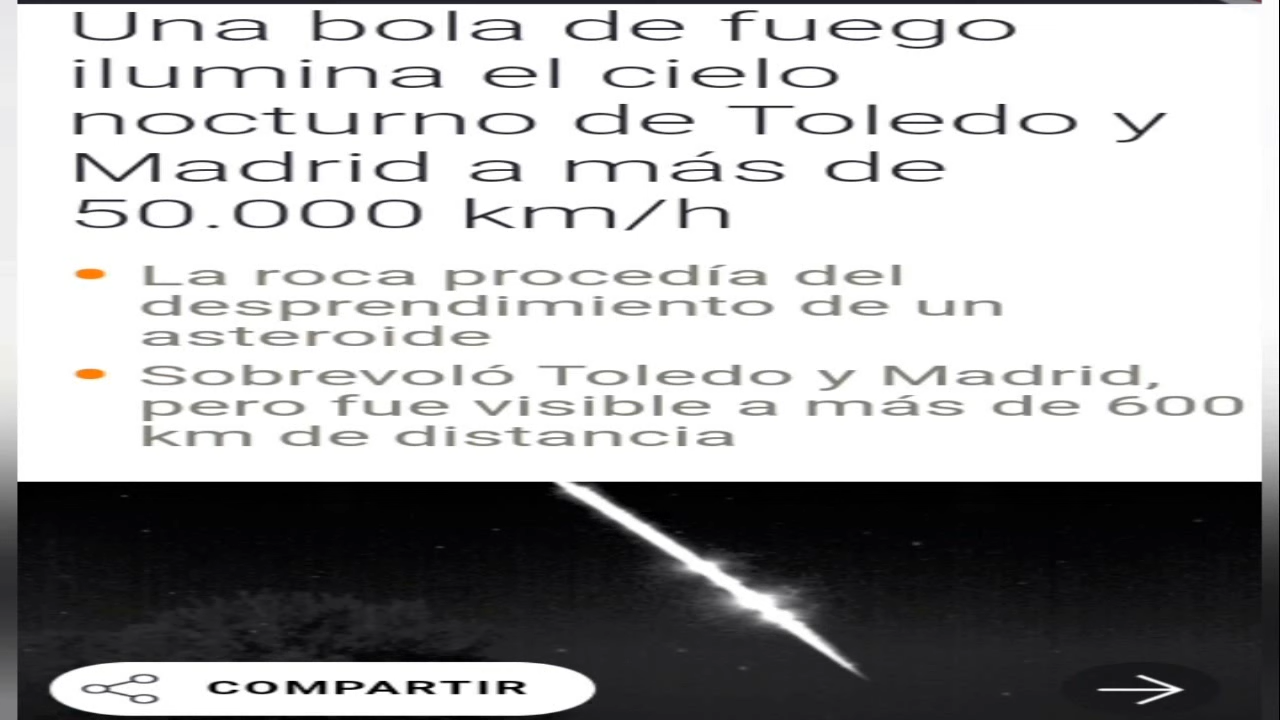 Una bola de fuego
ilumina el cielo
nocturno de Toledo y
Madrid a más de
50.000 km/h
La roca procedía del
desprendimiento de un
asteroide
Sobrevoló Toledo y Madrid,
pero fue visible a más de 600
km de distancia
COMPARTIR